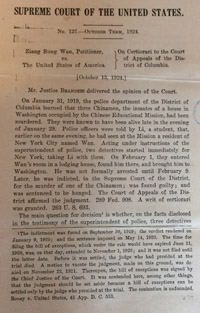 SUPREME COURT OF THE UNITED STATES.
No. 127.—OCTOBER TERM, 1924.
Ziang Sung Wan, Petitioner,
vs.
The United States of America.
On Certiorari to the Court
of Appeals of the Dis-
trict of Columbia.
[October 13, 1924.]
Mr. Justice BRANDEIS delivered the opinion of the Court.
On January 31, 1919, the police department of the District of
Columbia learned that three Chinamen, the inmates of a house in
Washington occupied by the Chinese Educational Mission, had been
murdered. They were known to have been alive late in the evening
of January 29. Police officers were told by Li, a student, that,
earlier on the same evening, he had seen at the Mission a resident of
New York City named Wan. Acting under instructions of the
superintendent of police, two detectives started immediately for
New York, taking Li with them. On February 1, they entered
Wan's room in a lodging house, found him there, and brought him to
Washington. He was not formally arrested until February 9.
Later, he was indicted, in the Supreme Court of the District,
for the murder of one of the Chinamen; was found guilty; and
was sentenced to be hanged. The Court of Appeals of the Dis-
trict affirmed the judgment. 289 Fed. 908. A writ of certiorari
was granted. 263 U. S. 693.
The main question for decision¹ is whether, on the facts disclosed
in the testimony of the superintendent of police, three detectives